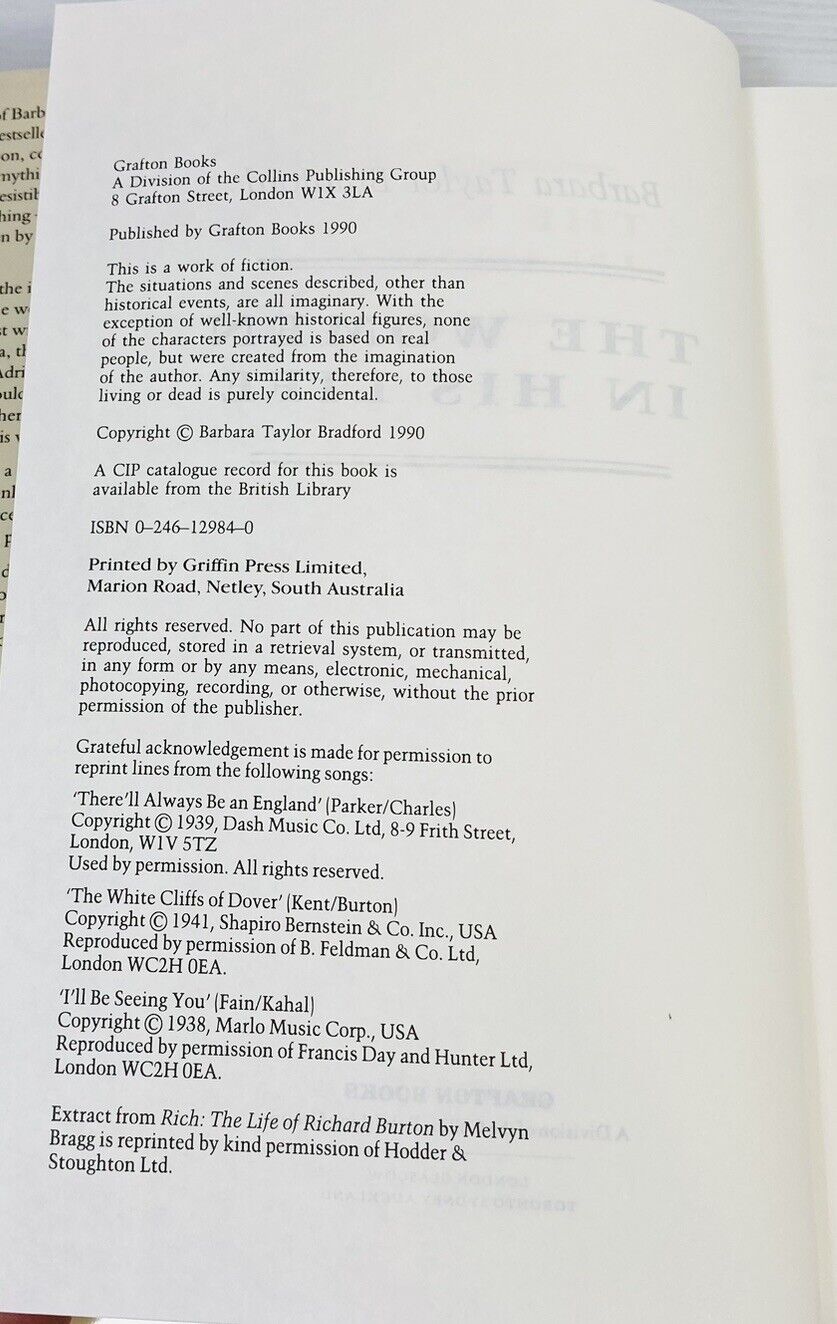 Grafton Books
A Division of the Collins Publishing Group
8 Grafton Street, London W1X 3LA
Published by Grafton Books 1990
This is a work of fiction.
The situations and scenes described, other than
historical events, are all imaginary. With the
exception of well-known historical figures, none
of the characters portrayed is based on real
people, but were created from the imagination
of the author. Any similarity, therefore, to those
living or dead is purely coincidental.
Copyright © Barbara Taylor Bradford 1990
A CIP catalogue record for this book is
available from the British Library
ISBN 0–246–12984–0
Printed by Griffin Press Limited,
Marion Road, Netley, South Australia
All rights reserved. No part of this publication may be
reproduced, stored in a retrieval system, or transmitted,
in any form or by any means, electronic, mechanical,
photocopying, recording, or otherwise, without the prior
permission of the publisher.
Grateful acknowledgement is made for permission to
reprint lines from the following songs:
'There'll Always Be an England' (Parker/Charles)
Copyright © 1939, Dash Music Co. Ltd, 8-9 Frith Street,
London, W1V 5TZ
Used by permission. All rights reserved.
'The White Cliffs of Dover' (Kent/Burton)
Copyright © 1941, Shapiro Bernstein & Co. Inc., USA
Reproduced by permission of B. Feldman & Co. Ltd,
London WC2H 0EA.
'I'll Be Seeing You' (Fain/Kahal)
Copyright © 1938, Marlo Music Corp., USA
Reproduced by permission of Francis Day and Hunter Ltd,
London WC2H 0EA.
Extract from Rich: The Life of Richard Burton by Melvyn
Bragg is reprinted by kind permission of Hodder &
Stoughton Ltd.